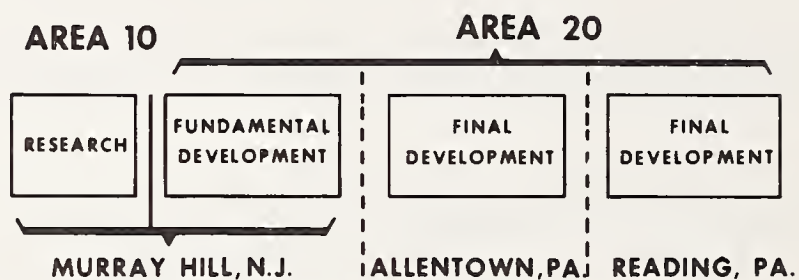 AREA 10
AREA 20
RESEARCH
FUNDAMENTAL
DEVELOPMENT
FINAL
DEVELOPMENT
FINAL
DEVELOPMENT
MURRAY HILL, N.J.
ALLENTOWN, PA.
READING, PA.